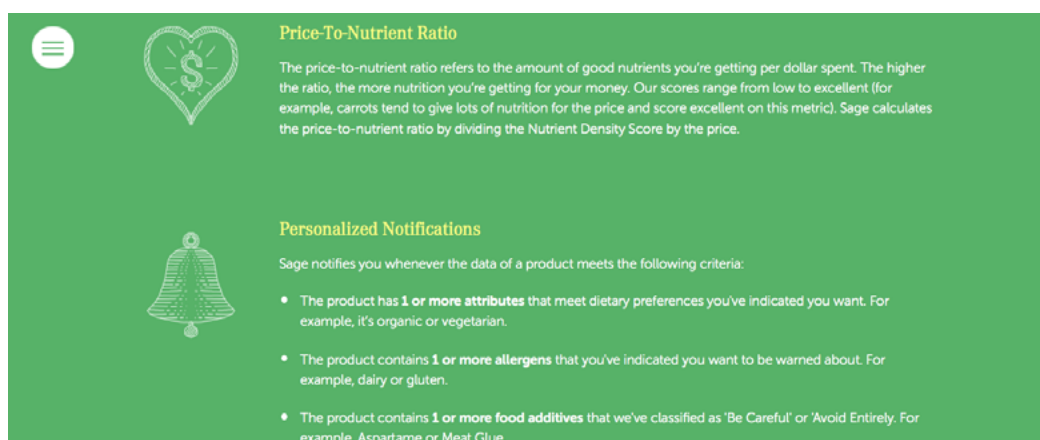 Price-To-Nutrient Ratio
$
The price-to-nutrient ratio refers to the amount of good nutrients you're getting per dollar spent. The higher
the ratio, the more nutrition you're getting for your money. Our scores range from low to excellent (for
example, carrots tend to give lots of nutrition for the price and score excellent on this metric). Sage calculates
the price-to-nutrient ratio by dividing the Nutrient Density Score by the price.
Personalized Notifications
Sage notifies you whenever the data of a product meets the following criteria:
• The product has 1 or more attributes that meet dietary preferences you've indicated you want. For
example, it's organic or vegetarian.
• The product contains 1 or more allergens that you've indicated you want to be warned about. For
example, dairy or gluten.
• The product contains 1 or more food additives that we've classified as 'Be Careful' or 'Avoid Entirely. For
example, Aspartame or Meat Glue.